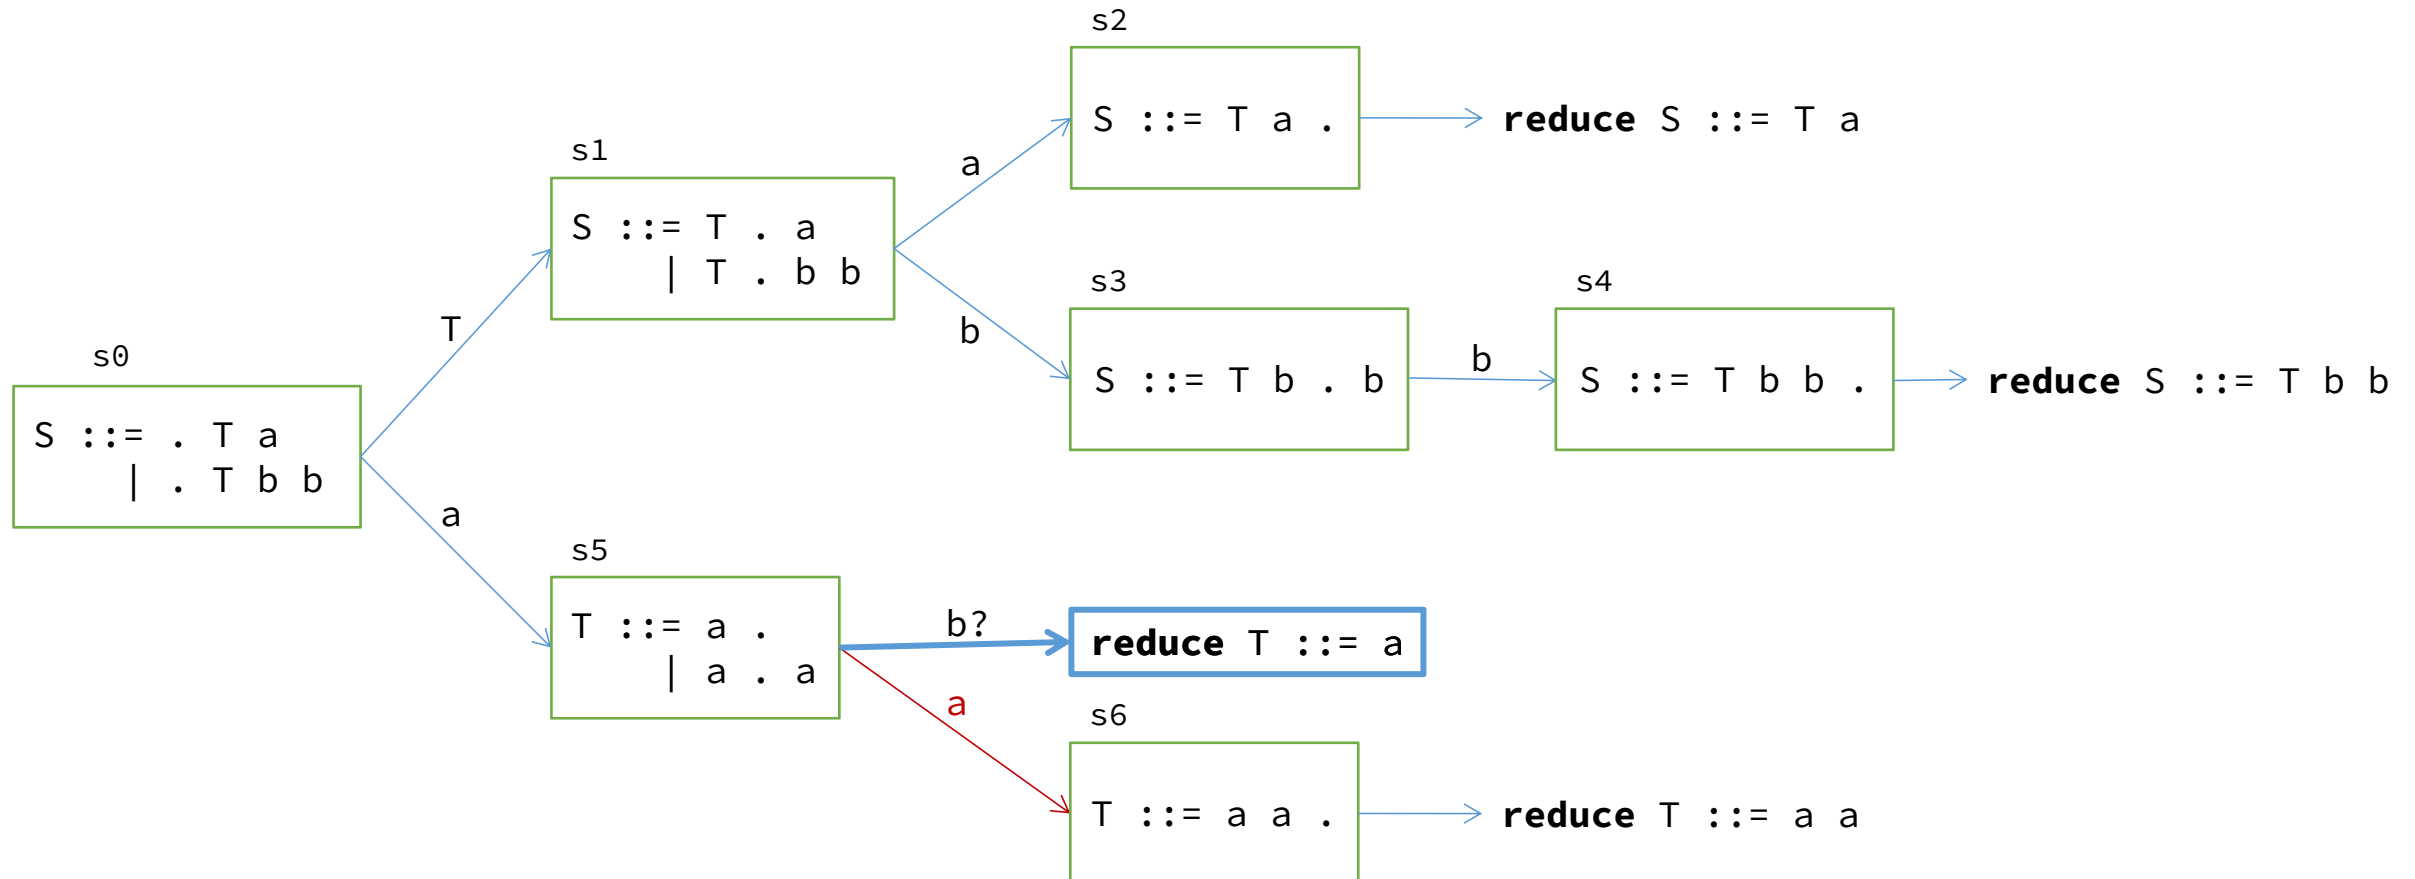 s0
S ::= . T a
| . T b b
T
a
s1
S ::= T . a
| T . b b
a
b
s2
S ::= T a .
reduce S ::= T a
s3
S ::= T b . b
b
s4
S ::= T b b .
reduce S ::= T b b
s5
T ::= a .
| a . a
b?
reduce T ::= a
a
s6
T ::= a a .
reduce T ::= a a